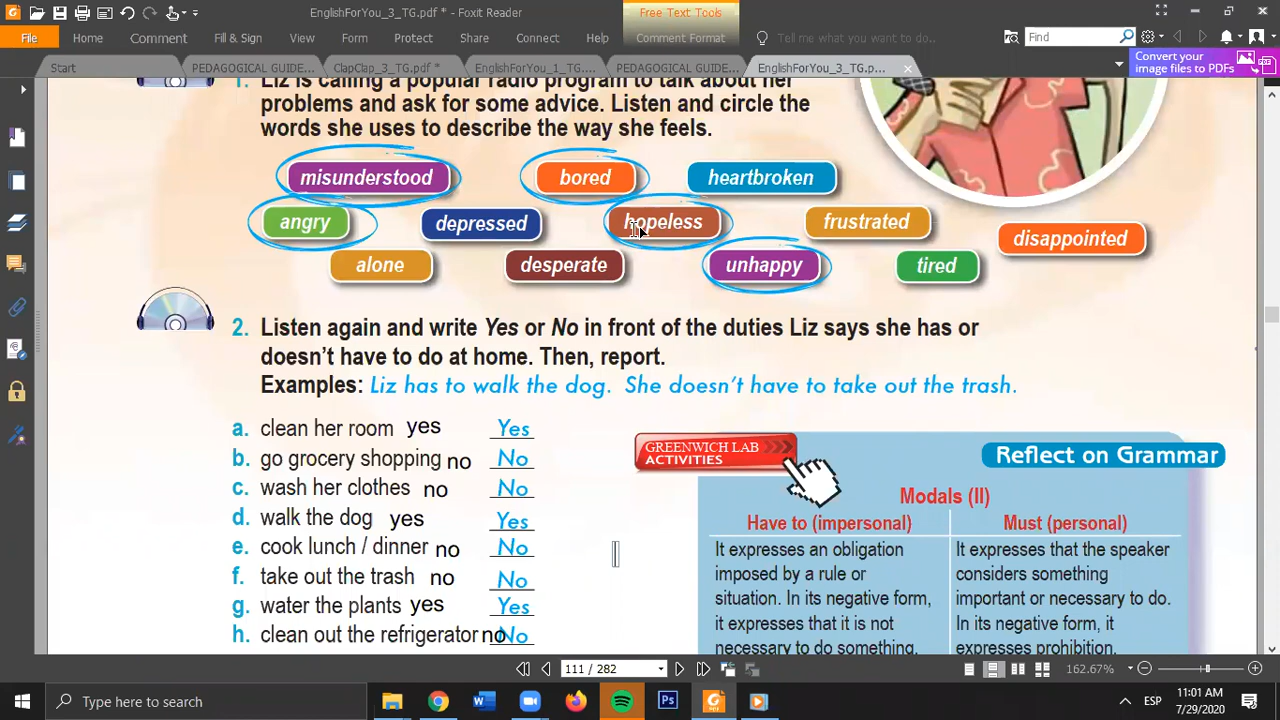 EnglishForYou_3_TG.pdf * - Foxit Reader
Free Text Tools
File Home Comment Fill & Sign View Form Protect Share Connect Help Comment Format Tell me what you want to do.. Find
Start PEDAGOGICAL GUIDE... ClapClap_3_TG.pdf * EnglishForYou_1_TG.... PEDAGOGICAL GUIDE... EnglishForYou_3_TG.p...
Convert your
image files to PDFs
1. Liz is calling a popular radio program to talk about her
problems and ask for some advice. Listen and circle the
words she uses to describe the way she feels.
misunderstood bored heartbroken
angry depressed hopeless frustrated disappointed
alone desperate unhappy tired
2. Listen again and write Yes or No in front of the duties Liz says she has or
doesn't have to do at home. Then, report.
Examples: Liz has to walk the dog. She doesn't have to take out the trash.
a. clean her room yes Yes
b. go grocery shopping no No
c. wash her clothes no No
d. walk the dog yes Yes
e. cook lunch / dinner no No
f. take out the trash no No
g. water the plants yes Yes
h. clean out the refrigerator no No
GREENWICH LAB
ACTIVITIES
Reflect on Grammar
Modals (II)
Have to (impersonal)
It expresses an obligation
imposed by a rule or
situation. In its negative form,
it expresses that it is not
necessary to do something.
Must (personal)
It expresses that the speaker
considers something
important or necessary to do.
In its negative form, it
expresses prohibition.
111 / 282
162.67%
Type here to search
ESP
11:01 AM
7/29/2020